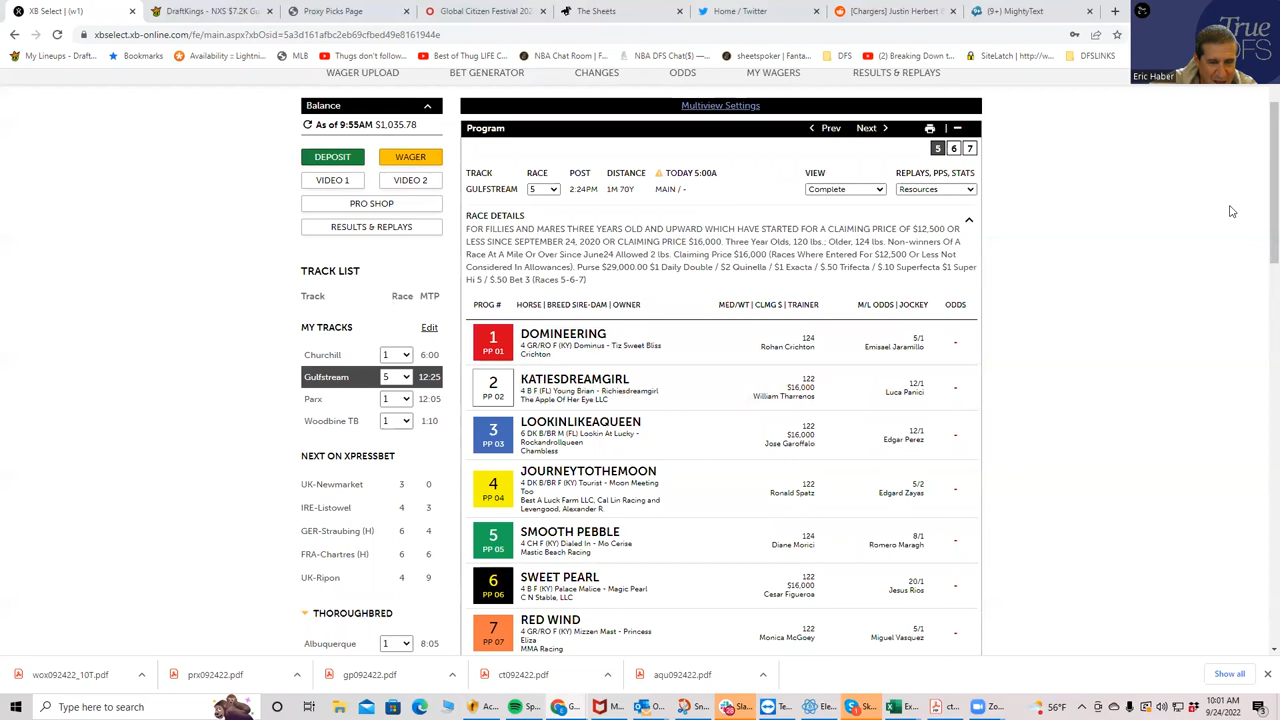 XB Select (w1)
DraftKings - NXS $7.2K Gu
Proxy Picks Page
Global Citizen Festival 202
The Sheets
Home / Twitter
[Chargers] Justin Herbert &
(9+) MightyText
xbselect.xb-online.com/fe/main.aspx?xbOsid=5a3d161afbc2eb69cfbed49e8161944e
My Lineups - Draft
Bookmarks
Availability :: Lightnin...
MLB
Thugs don't follow...
Best of Thug LIFE C...
NBA Chat Room | F...
NBA DFS Chat($) —...
sheetspoker | Fanta...
DFS
(2) Breaking Down t...
SiteLatch | http://w...
DFSLINKS
True
DFS
Eric Haber
WAGER UPLOAD BET GENERATOR CHANGES ODDS MY WAGERS RESULTS & REPLAYS
Balance
As of 9:55AM $1,035.78
DEPOSIT WAGER
VIDEO 1 VIDEO 2
PRO SHOP
RESULTS & REPLAYS
TRACK LIST
Track Race MTP
MY TRACKS Edit
Churchill 1 6:00
Gulfstream 5 12:25
Parx 1 12:05
Woodbine TB 1 1:10
NEXT ON XPRESSBET
UK-Newmarket 3 0
IRE-Listowel 4 3
GER-Straubing (H) 6 4
FRA-Chartres (H) 6 6
UK-Ripon 4 9
THOROUGHBRED
Albuquerque 1 8:05
Multiview Settings
Program Prev Next
5 6 7
TRACK RACE POST DISTANCE TODAY 5:00A VIEW REPLAYS, PPS, STATS
GULFSTREAM 5 2:24PM 1M 70Y MAIN / - Complete Resources
RACE DETAILS
FOR FILLIES AND MARES THREE YEARS OLD AND UPWARD WHICH HAVE STARTED FOR A CLAIMING PRICE OF $12,500 OR
LESS SINCE SEPTEMBER 24, 2020 OR CLAIMING PRICE $16,000. Three Year Olds, 120 lbs.; Older, 124 lbs. Non-winners Of A
Race At A Mile Or Over Since June24 Allowed 2 lbs. Claiming Price $16,000 (Races Where Entered For $12,500 Or Less Not
Considered In Allowances). Purse $29,000.00 $1 Daily Double / $2 Quinella / $1 Exacta / $.50 Trifecta / $.10 Superfecta $1 Super
Hi 5 / $.50 Bet 3 (Races 5-6-7)
PROG # HORSE | BREED SIRE-DAM | OWNER MED/WT | CLMG $ | TRAINER M/L ODDS | JOCKEY ODDS
1
PP 01
DOMINEERING
4 GR/RO F (KY) Dominus - Tiz Sweet Bliss
Crichton
124
Rohan Crichton
5/1
Emisael Jaramillo
-
2
PP 02
KATIESDREAMGIRL
4 B F (FL) Young Brian - Richiesdreamgirl
The Apple Of Her Eye LLC
122
$16,000
William Tharrenos
12/1
Luca Panici
-
3
PP 03
LOOKINLIKEAQUEEN
6 DK B/BR M (FL) Lookin At Lucky -
Rockandrollqueen
Chambless
122
$16,000
Jose Garoffalo
12/1
Edgar Perez
-
4
PP 04
JOURNEYTOTHEMOON
4 DK B/BR F (KY) Tourist - Moon Meeting
Too
Best A Luck Farm LLC, Cal Lin Racing and
Levengood, Alexander R.
122
Ronald Spatz
5/2
Edgard Zayas
-
5
PP 05
SMOOTH PEBBLE
4 CH F (KY) Dialed In - Mo Cerise
Mastic Beach Racing
124
Diane Morici
8/1
Romero Maragh
-
6
PP 06
SWEET PEARL
4 B F (KY) Palace Malice - Magic Pearl
C N Stable, LLC
122
$16,000
Cesar Figueroa
20/1
Jesus Rios
-
7
PP 07
RED WIND
4 GR/RO F (KY) Mizzen Mast - Princess
Eliza
MMA Racing
122
Monica McGoey
5/1
Miguel Vasquez
-
wox092422_10T.pdf
prx092422.pdf
gp092422.pdf
ct092422.pdf
aqu092422.pdf
Show all
Type here to search
Acc...
Sp...
G...
M...
O...
Sn...
Sla...
Te...
Ele...
Sk...
Ex...
ct...
Zo...
56°F
10:01 AM
9/24/2022